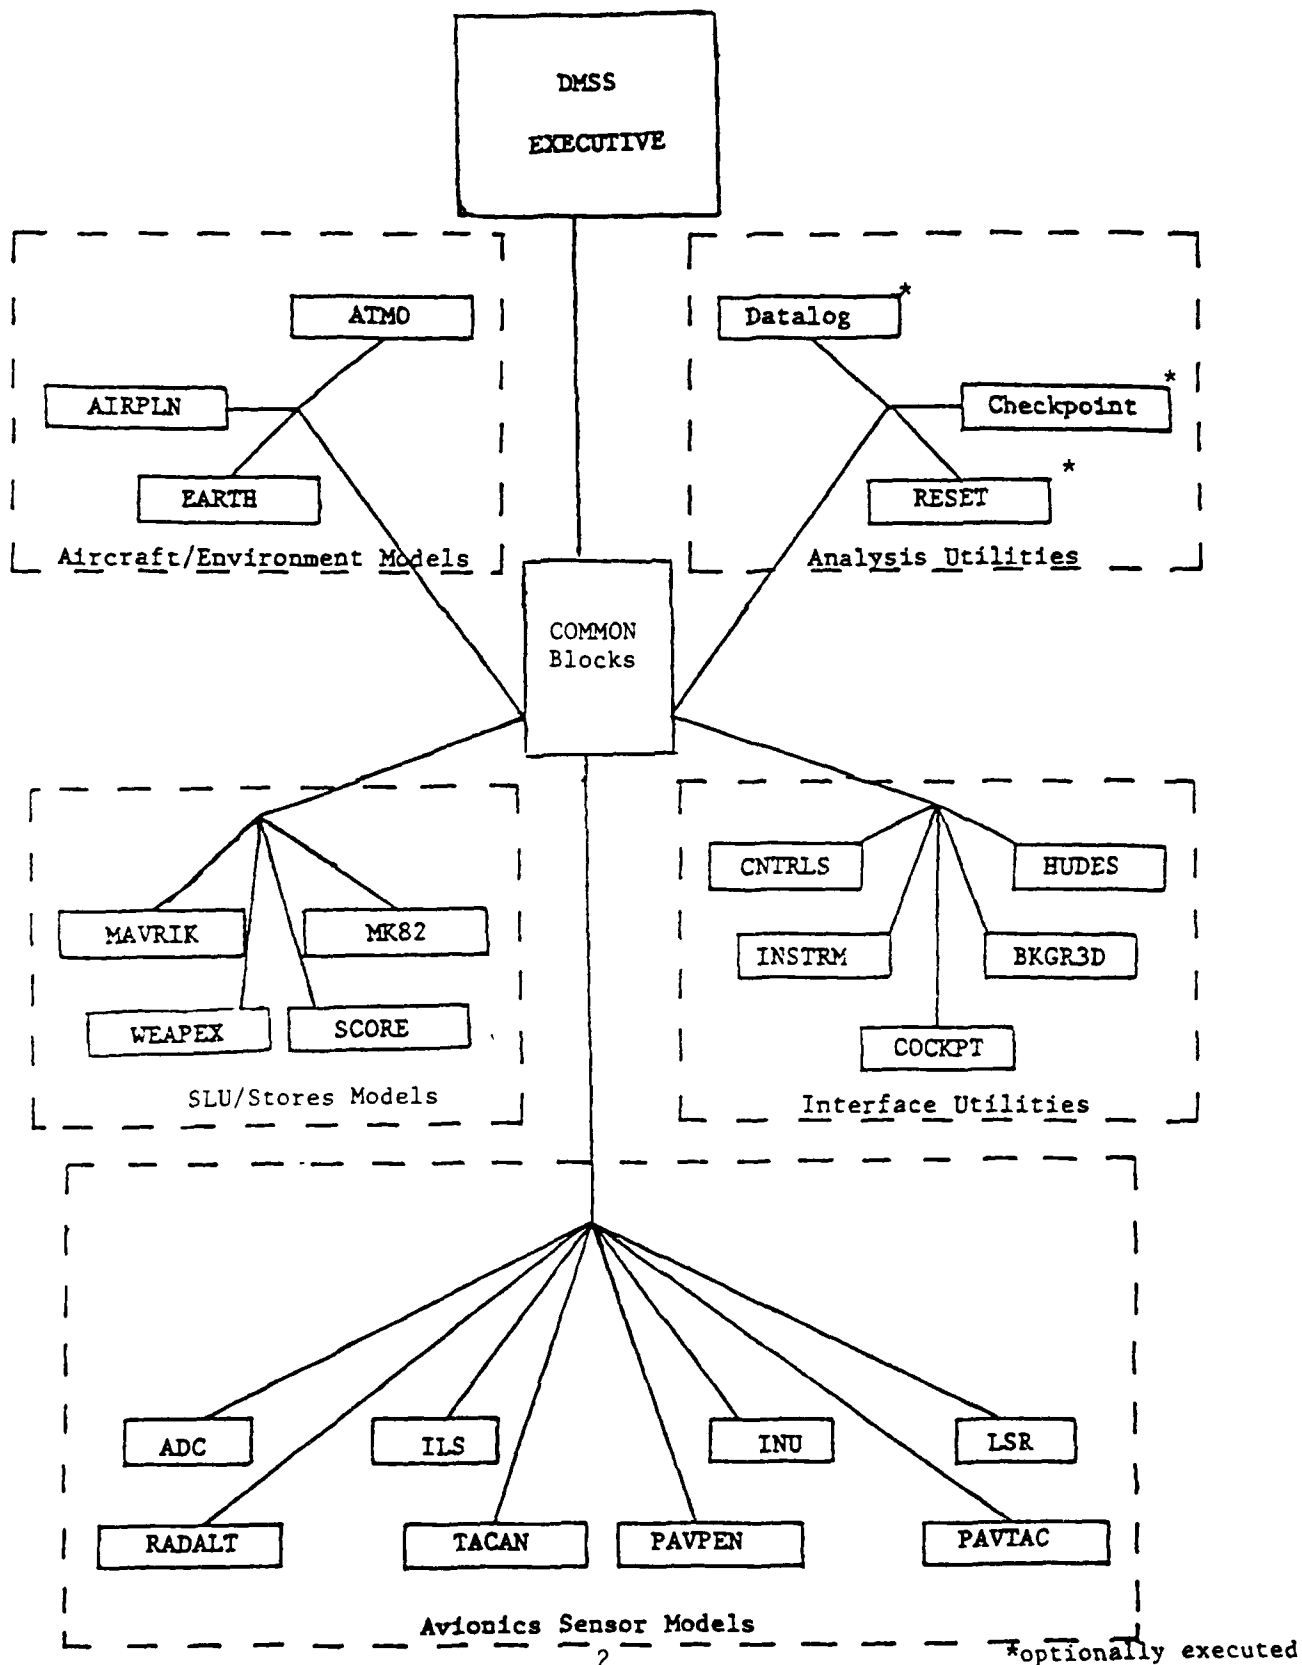 DMSS
EXECUTIVE
ATMO
AIRPLN
EARTH
Aircraft/Environment Models
Datalog
*
Checkpoint
*
RESET
*
Analysis Utilities
COMMON
Blocks
MAVRIK
MK82
WEAPEX
SCORE
SLU/Stores Models
CNTRLS
HUDES
INSTRM
BKGR3D
COCKPT
Interface Utilities
ADC
ILS
INU
LSR
RADALT
TACAN
PAVPEN
PAVTAC
Avionics Sensor Models
*optionally executed
2